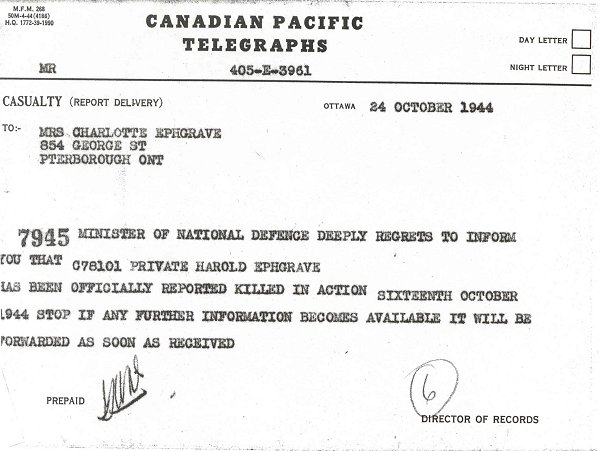 M.F.M. 268
50M-4-44(4186)
H.Q. 1772-39-1990
CANADIAN PACIFIC
TELEGRAPHS
DAY LETTER
NIGHT LETTER
MR 405-E-3961
CASUALTY (REPORT DELIVERY) OTTAWA 24 OCTOBER 1944
TO:- MRS CHARLOTTE EPHGRAVE
854 GEORGE ST
PTERBOROUGH ONT
7945 MINISTER OF NATIONAL DEFENCE DEEPLY REGRETS TO INFORM
YOU THAT C78101 PRIVATE HAROLD EPHGRAVE
HAS BEEN OFFICIALLY REPORTED KILLED IN ACTION SIXTEENTH OCTOBER
1944 STOP IF ANY FURTHER INFORMATION BECOMES AVAILABLE IT WILL BE
FORWARDED AS SOON AS RECEIVED
PREPAID
6
DIRECTOR OF RECORDS